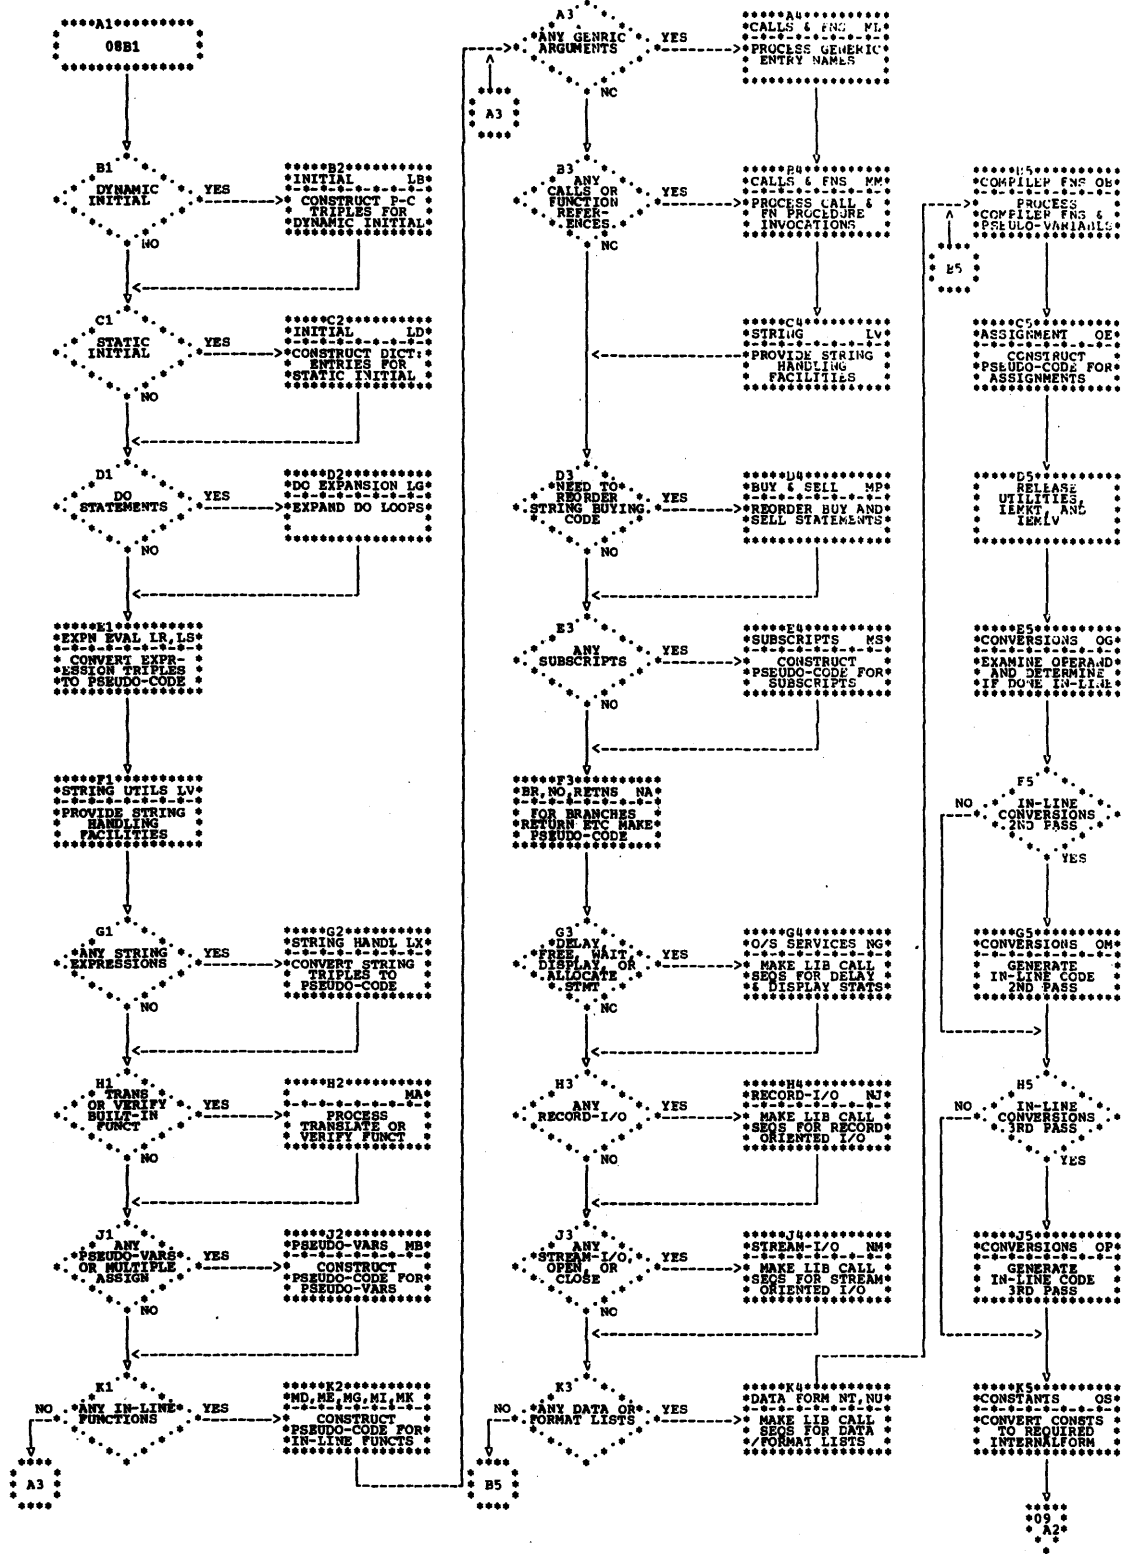 A1
08B1
B1
DYNAMIC
INITIAL
YES
NO
B2
INITIAL LB
CONSTRUCT P-C
TRIPLES FOR
DYNAMIC INITIAL
C1
STATIC
INITIAL
YES
NO
C2
INITIAL LD
CONSTRUCT DICT:
ENTRIES FOR
STATIC INITIAL
D1
DO
STATEMENTS
YES
NO
D2
DO EXPANSION LG
EXPAND DO LOOPS
E1
EXPN EVAL LR,LS
CONVERT EXPR-
ESSION TRIPLES
TO PSEUDO-CODE
F1
STRING UTILS LV
PROVIDE STRING
HANDLING
FACILITIES
G1
ANY STRING
EXPRESSIONS
YES
NO
G2
STRING HANDL LX
CONVERT STRING
TRIPLES TO
PSEUDO-CODE
H1
TRANS
OR VERIFY
BUILT-IN
FUNCT
YES
NO
H2
MA
PROCESS
TRANSLATE OR
VERIFY FUNCT
J1
ANY
PSEUDO-VARS
OR MULTIPLE
ASSIGN
YES
NO
J2
PSEUDO-VARS MB
CONSTRUCT
PSEUDO-CODE FOR
PSEUDO-VARS
K1
ANY IN-LINE
FUNCTIONS
NO
YES
K2
MD,ME,MG,MI,MK
CONSTRUCT
PSEUDO-CODE FOR
IN-LINE FUNCTS
A3
A3
ANY GENRIC
ARGUMENTS
YES
NC
A3
A4
CALLS & FNS ML
PROCESS GENERIC
ENTRY NAMES
B3
ANY
CALLS OR
FUNCTION
REFER-
ENCES.
YES
NC
B4
CALLS & FNS MM
PROCESS CALL &
FN PROCEDURE
INVOCATIONS
C4
STRING LV
PROVIDE STRING
HANDLING
FACILITIES
D3
NEED TO
REORDER
STRING BUYING
CODE
YES
NO
D4
BUY & SELL MP
REORDER BUY AND
SELL STATEMENTS
E3
ANY
SUBSCRIPTS
YES
NO
E4
SUBSCRIPTS MS
CONSTRUCT
PSEUDO-CODE FOR
SUBSCRIPTS
F3
BR,NO,RETNS NA
FOR BRANCHES
RETURN ETC MAKE
PSEUDO-CODE
G3
DELAY,
FREE, WAIT,
DISPLAY, OR
ALLOCATE
STMT
YES
NC
G4
O/S SERVICES NG
MAKE LIB CALL
SEQS FOR DELAY
& DISPLAY STATS
H3
ANY
RECORD-I/O
YES
NO
H4
RECORD-I/O NJ
MAKE LIB CALL
SEQS FOR RECORD
ORIENTED I/O
J3
ANY
STREAM-I/O,
OPEN, OR
CLOSE
YES
NO
J4
STREAM-I/O NM
MAKE LIB CALL
SEQS FOR STREAM
ORIENTED I/O
K3
ANY DATA OR
FORMAT LISTS
NO
YES
K4
DATA FORM NT,NU
MAKE LIB CALL
SEQS FOR DATA
/FORMAT LISTS
B5
B5
COMPILER FNS OB
PROCESS
COMPILER FNS &
PSEUDO-VARIABLE
B5
C5
ASSIGNMENT OE
CONSTRUCT
PSEUDO-CODE FOR
ASSIGNMENTS
D5
RELEASE
UTILITIES,
IEMKT, AND
IEMLV
E5
CONVERSIONS OG
EXAMINE OPERAND
AND DETERMINE
IF DONE IN-LINE
F5
IN-LINE
CONVERSIONS
2ND PASS
NO
YES
G5
CONVERSIONS OM
GENERATE
IN-LINE CODE
2ND PASS
H5
IN-LINE
CONVERSIONS
3RD PASS
NO
YES
J5
CONVERSIONS OP
GENERATE
IN-LINE CODE
3RD PASS
K5
CONSTANTS OS
CONVERT CONSTS
TO REQUIRED
INTERNALFORM
09
A2